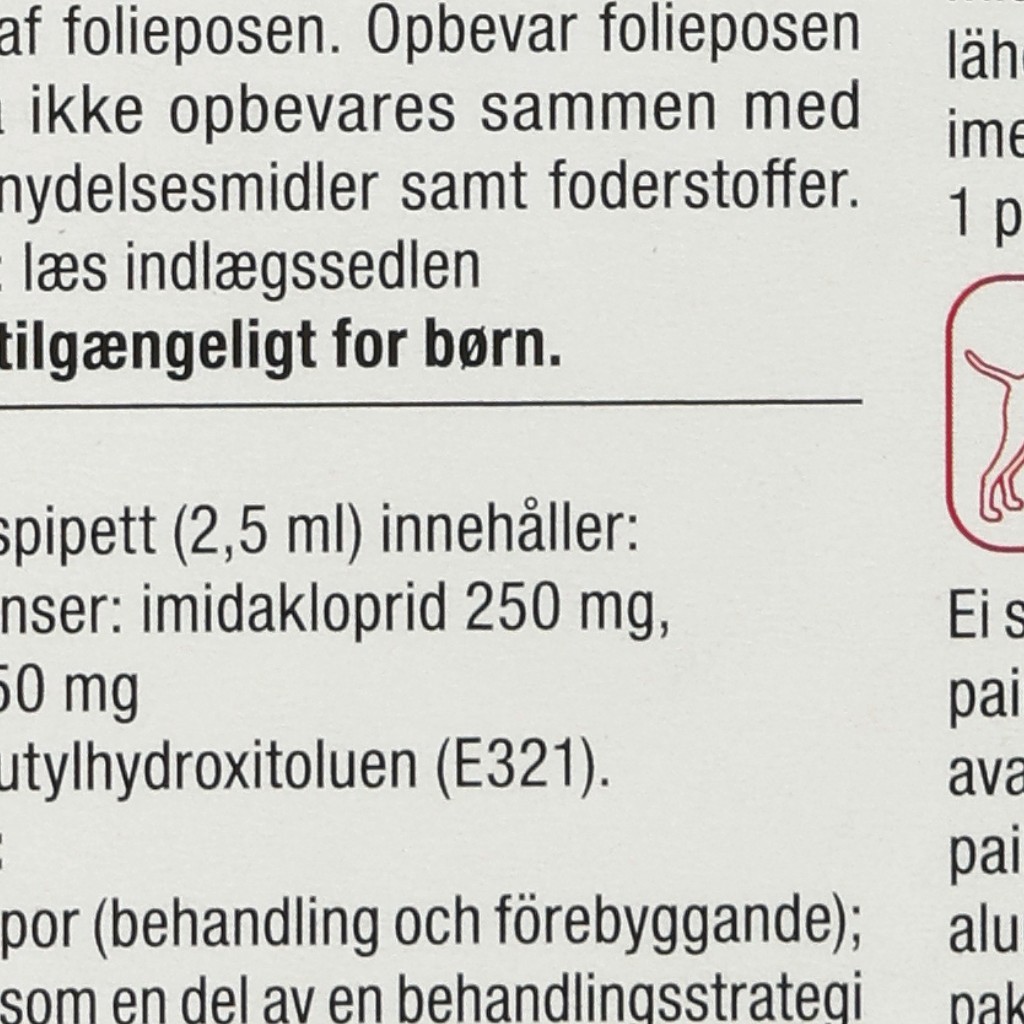 af folieposen. Opbevar folieposen
ikke opbevares sammen med
nydelsesmidler samt foderstoffer.
: læs indlægssedlen
tilgængeligt for børn.
spipett (2,5 ml) innehåller:
nser: imidakloprid 250 mg,
50 mg
utylhydroxitoluen (E321).
:
por (behandling och förebyggande);
som en del av en behandlingsstrategi
läh
ime
1 p
Ei s
pai
ava
pai
alu
pak